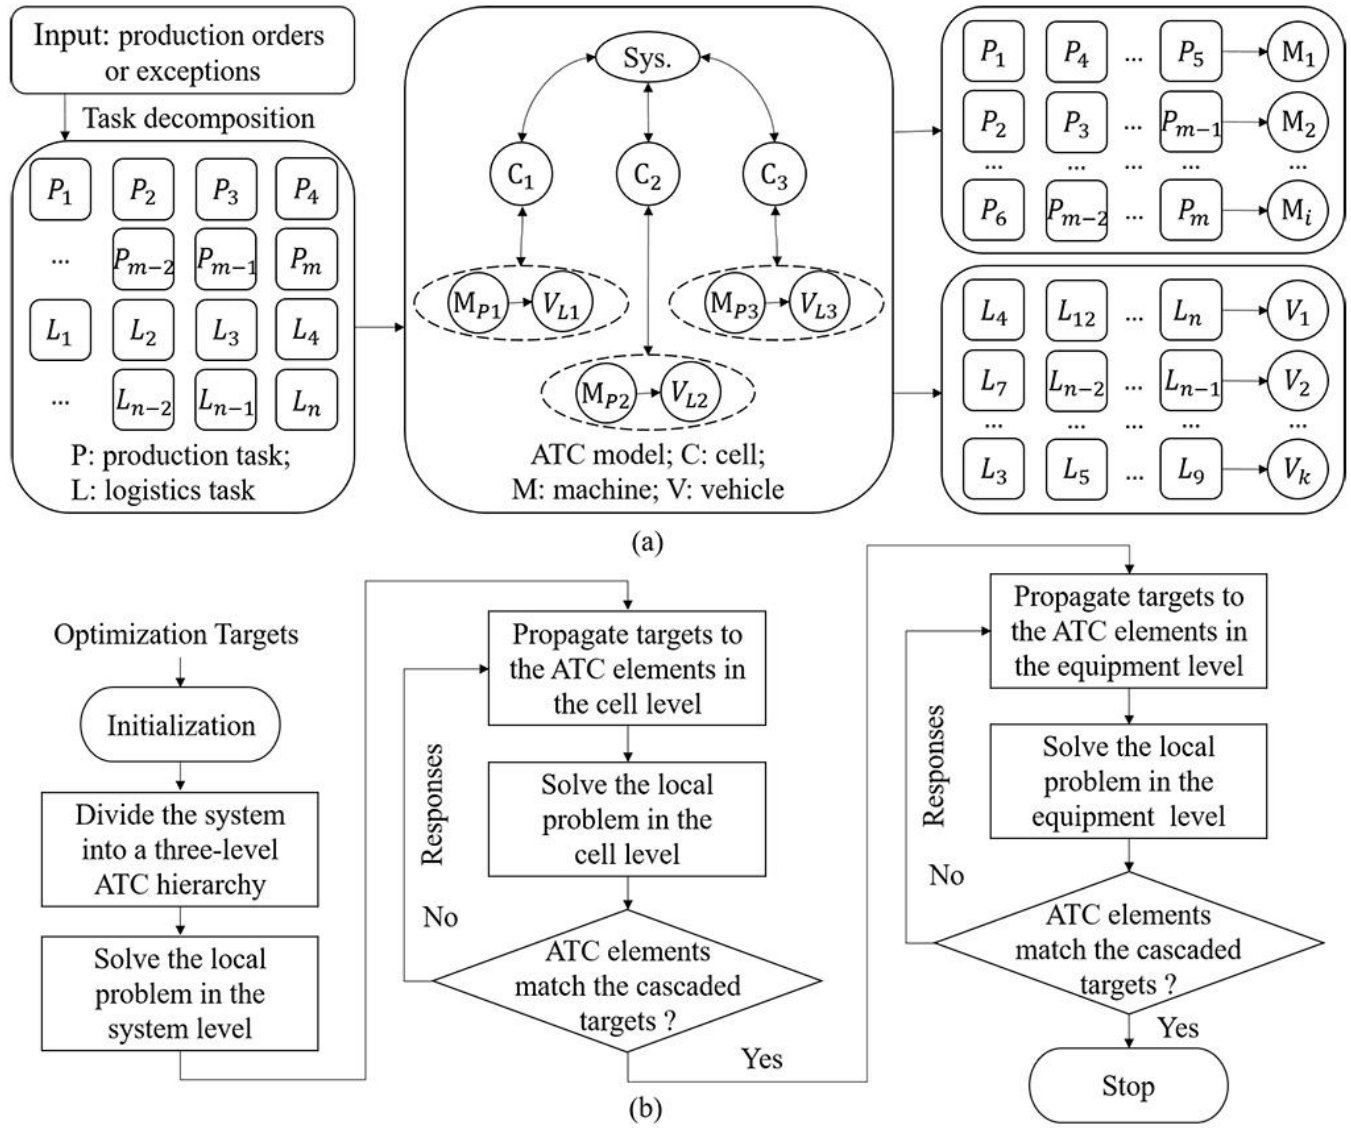 Input: production orders
or exceptions
Task decomposition
P₁ P₂ P₃ P₄
... Pₘ₋₂ Pₘ₋₁ Pₘ
L₁ L₂ L₃ L₄
... Lₙ₋₂ Lₙ₋₁ Lₙ
P: production task;
L: logistics task
Sys.
C₁ C₂ C₃
M_P1 V_L1 M_P3 V_L3
M_P2 V_L2
ATC model; C: cell;
M: machine; V: vehicle
P₁ P₄ ... P₅ M₁
P₂ P₃ ... Pₘ₋₁ M₂
... ... ... ... ...
P₆ Pₘ₋₂ ... Pₘ Mᵢ
L₄ L₁₂ ... Lₙ V₁
L₇ Lₙ₋₂ ... Lₙ₋₁ V₂
... ... ... ... ...
L₃ L₅ ... L₉ Vₖ
(a)
Optimization Targets
Initialization
Divide the system
into a three-level
ATC hierarchy
Solve the local
problem in the
system level
Propagate targets to
the ATC elements in
the cell level
Solve the local
problem in the
cell level
Responses
No
ATC elements
match the cascaded
targets ?
Yes
Propagate targets to
the ATC elements in
the equipment level
Solve the local
problem in the
equipment level
Responses
No
ATC elements
match the cascaded
targets ?
Yes
Stop
(b)